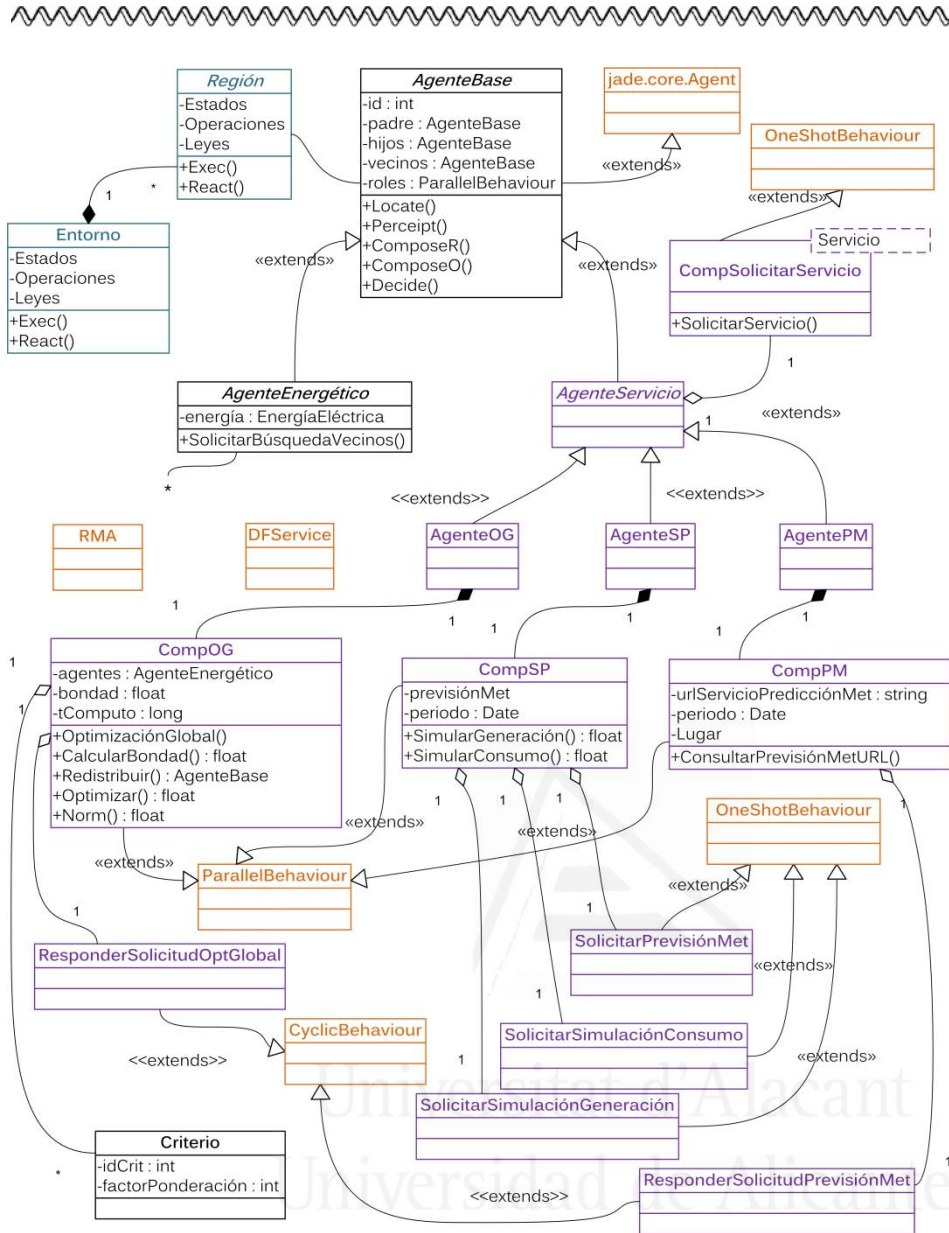 Región
-Estados
-Operaciones
-Leyes
+Exec()
+React()
AgenteBase
-id : int
-padre : AgenteBase
-hijos : AgenteBase
-vecinos : AgenteBase
-roles : ParallelBehaviour
+Locate()
+Perceipt()
+ComposeR()
+ComposeO()
+Decide()
jade.core.Agent
«extends»
OneShotBehaviour
«extends»
1
*
Entorno
-Estados
-Operaciones
-Leyes
+Exec()
+React()
«extends»
«extends»
Servicio
CompSolicitarServicio
+SolicitarServicio()
1
AgenteEnergético
-energía : EnergíaEléctrica
+SolicitarBúsquedaVecinos()
*
AgenteServicio
1
«extends»
<<extends>>
<<extends>
RMA
DFService
AgenteOG
AgenteSP
AgentePM
1
1
1
1
1
1
CompOG
-agentes : AgenteEnergético
-bondad : float
-tComputo : long
+OptimizaciónGlobal()
+CalcularBondad() : float
+Redistribuir() : AgenteBase
+Optimizar() : float
+Norm() : float
1
1
CompSP
-previsiónMet
-periodo : Date
+SimularGeneración() : float
+SimularConsumo() : float
CompPM
-urlServicioPredicciónMet : string
-periodo : Date
-Lugar
+ConsultarPrevisiónMetURL()
1
1
1
1
«extends»
«extends»
ParallelBehaviour
OneShotBehaviour
«extends»
1
1
ResponderSolicitudOptGlobal
SolicitarPrevisiónMet
«extends»
1
CyclicBehaviour
<<extends>>
SolicitarSimulaciónConsumo
1
«extends»
SolicitarSimulaciónGeneración
Universitat d'Alacant
Universidad de Alicante
Criterio
-idCrit : int
-factorPonderación : int
*
<<extends>>
1
ResponderSolicitudPrevisiónMet